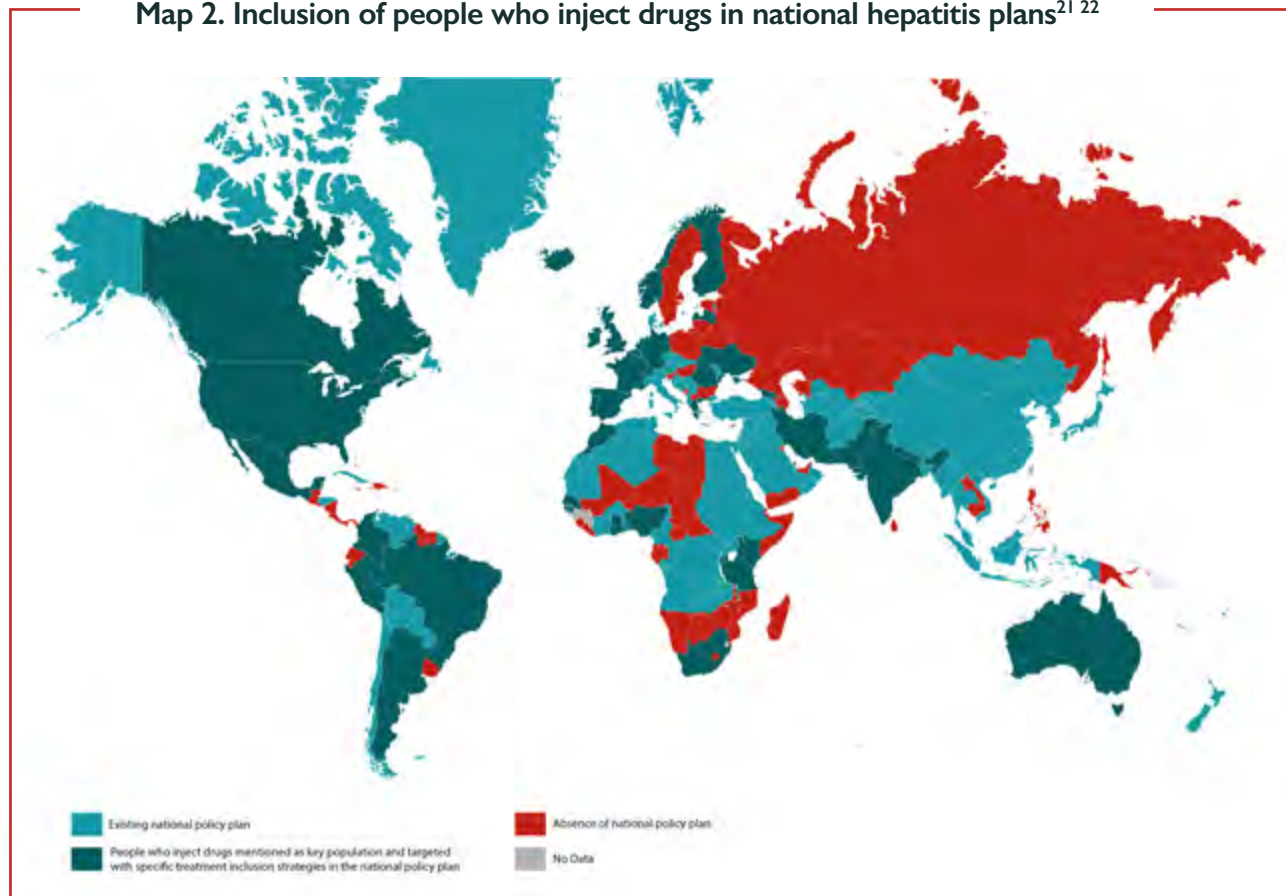 Map 2. Inclusion of people who inject drugs in national hepatitis plans21 22
Existing national policy plan
People who inject drugs mentioned as key population and targeted
with specific treatment inclusion strategies in the national policy plan
Absence of national policy plan
No Data